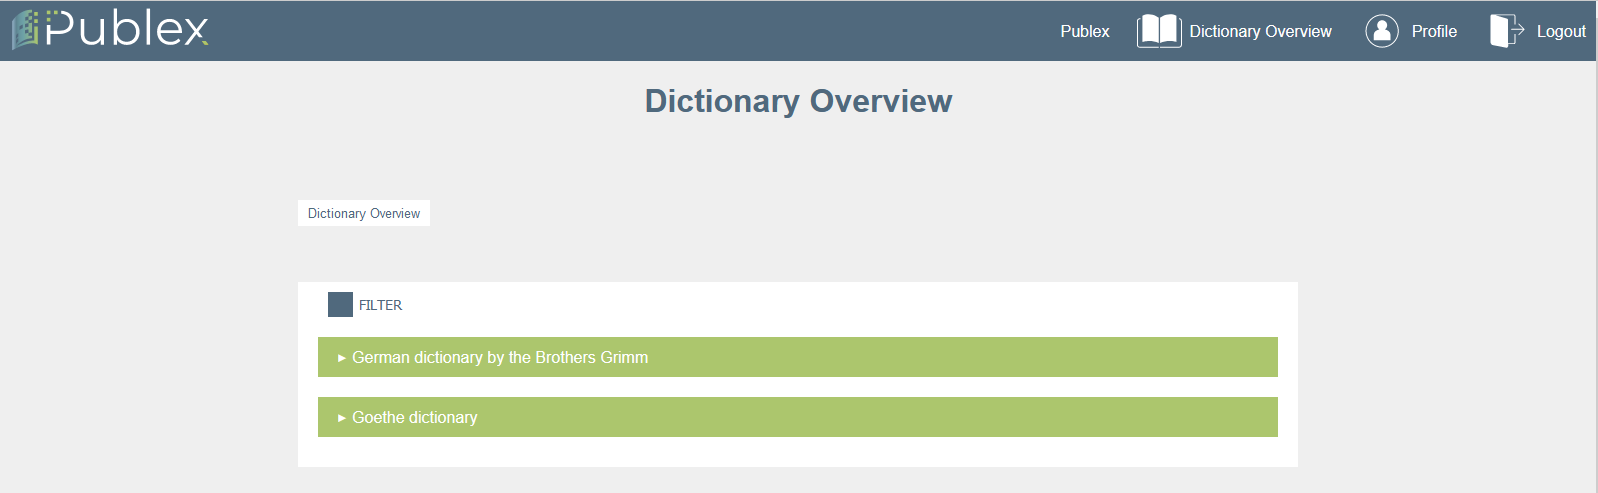 Publex
Publex Dictionary Overview Profile Logout
Dictionary Overview
Dictionary Overview
FILTER
▸ German dictionary by the Brothers Grimm
▸ Goethe dictionary